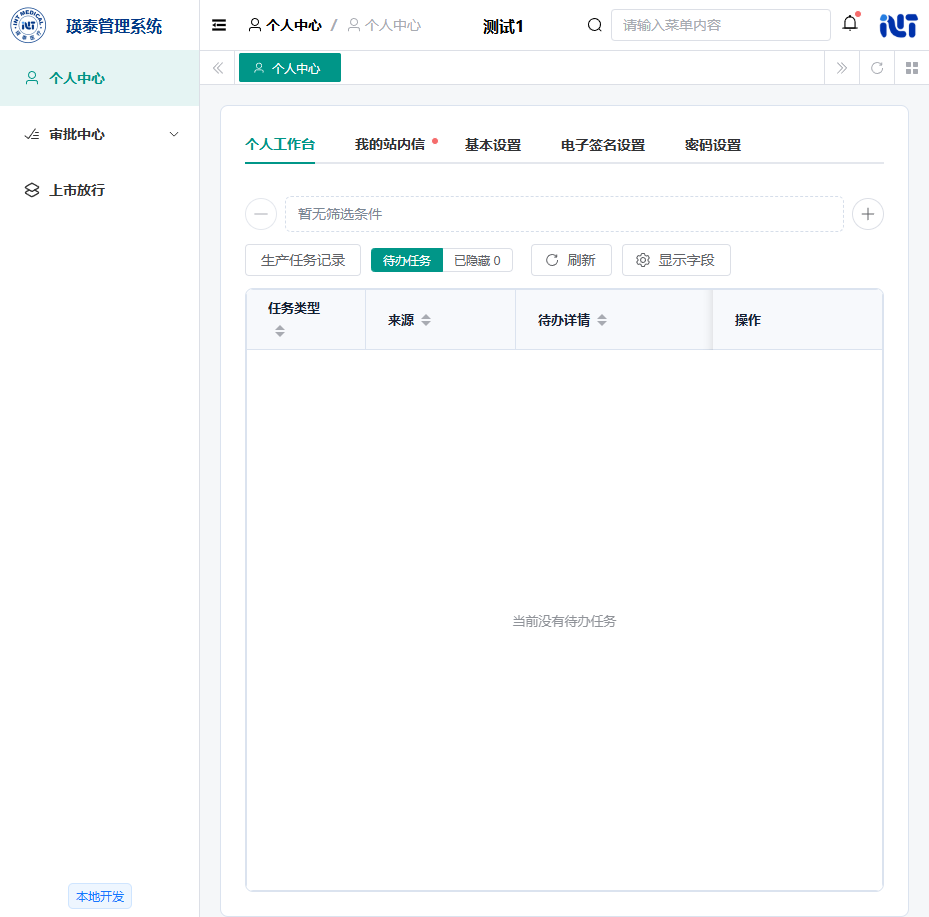 瑛泰管理系统
个人中心 / 个人中心
测试1
请输入菜单内容
个人中心
审批中心
上市放行
个人中心
个人工作台 我的站内信 基本设置 电子签名设置 密码设置
暂无筛选条件
生产任务记录 待办任务 已隐藏 0 刷新 显示字段
任务类型 来源 待办详情 操作
当前没有待办任务
本地开发